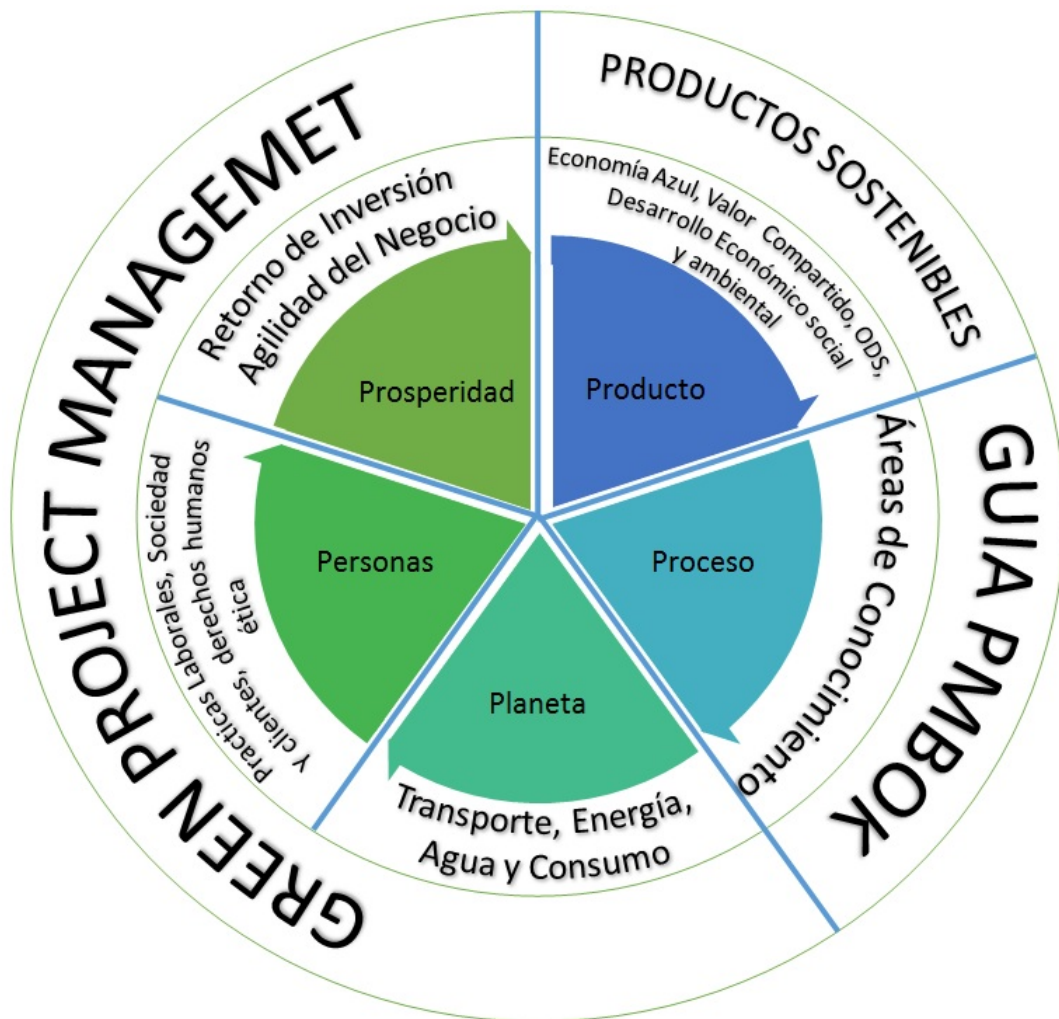 GREEN PROJECT MANAGEMET
PRODUCTOS SOSTENIBLES
GUIA PMBOK
Retorno de Inversión
Agilidad del Negocio
Economía Azul, Valor Compartido, ODS,
Desarrollo Económico social
y ambiental
Áreas de Conocimiento
Transporte, Energía,
Agua y Consumo
Practicas Laborales, Sociedad
Y clientes, derechos humanos
ética
Prosperidad
Producto
Personas
Proceso
Planeta